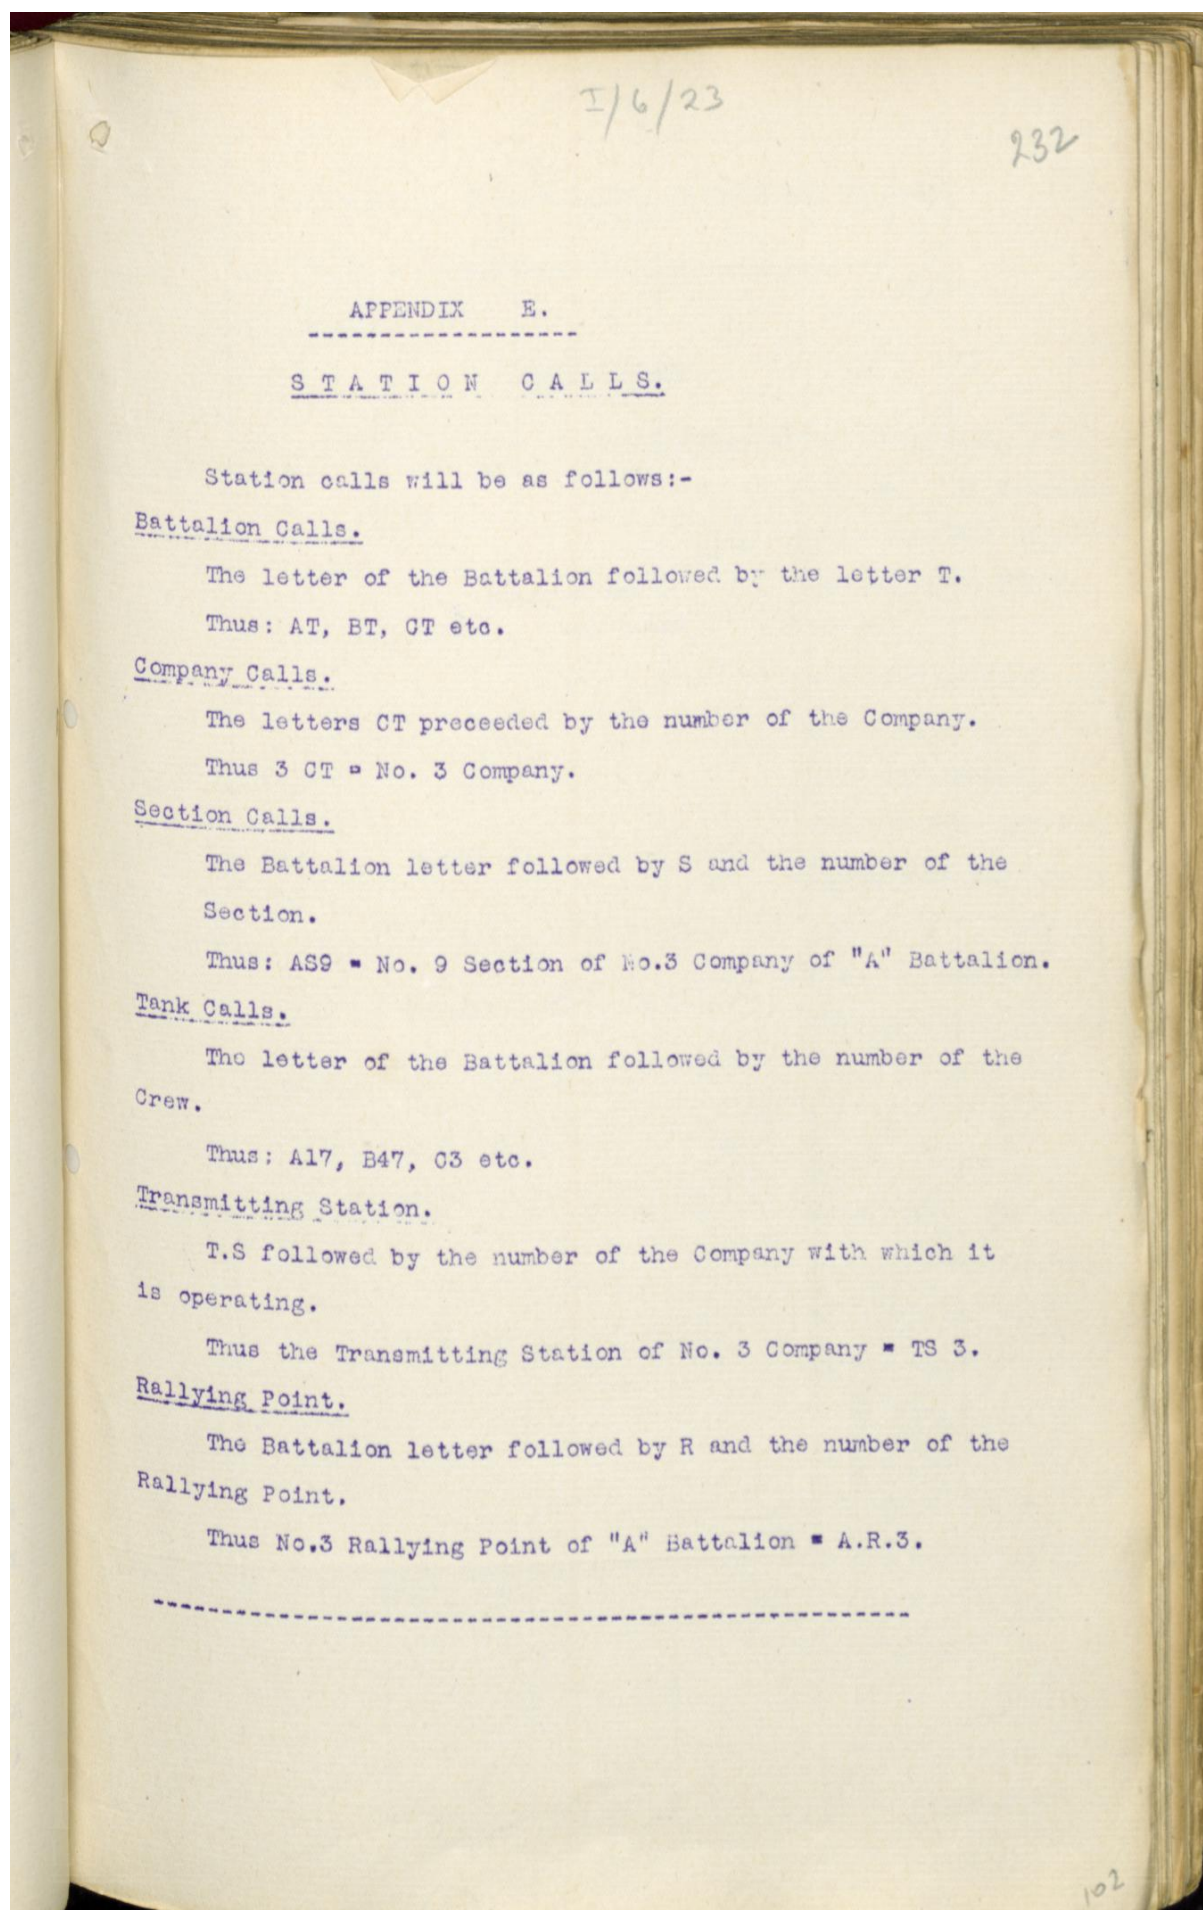 I/6/23
232
APPENDIX E.
STATION CALLS.
Station calls will be as follows:-
Battalion Calls.
The letter of the Battalion followed by the letter T.
Thus: AT, BT, CT etc.
Company Calls.
The letters CT preceeded by the number of the Company.
Thus 3 CT = No. 3 Company.
Section Calls.
The Battalion letter followed by S and the number of the
Section.
Thus: AS9 = No. 9 Section of No.3 Company of "A" Battalion.
Tank Calls.
The letter of the Battalion followed by the number of the
Crew.
Thus: A17, B47, C3 etc.
Transmitting Station.
T.S followed by the number of the Company with which it
is operating.
Thus the Transmitting Station of No. 3 Company = TS 3.
Rallying Point.
The Battalion letter followed by R and the number of the
Rallying Point.
Thus No.3 Rallying Point of "A" Battalion = A.R.3.
102